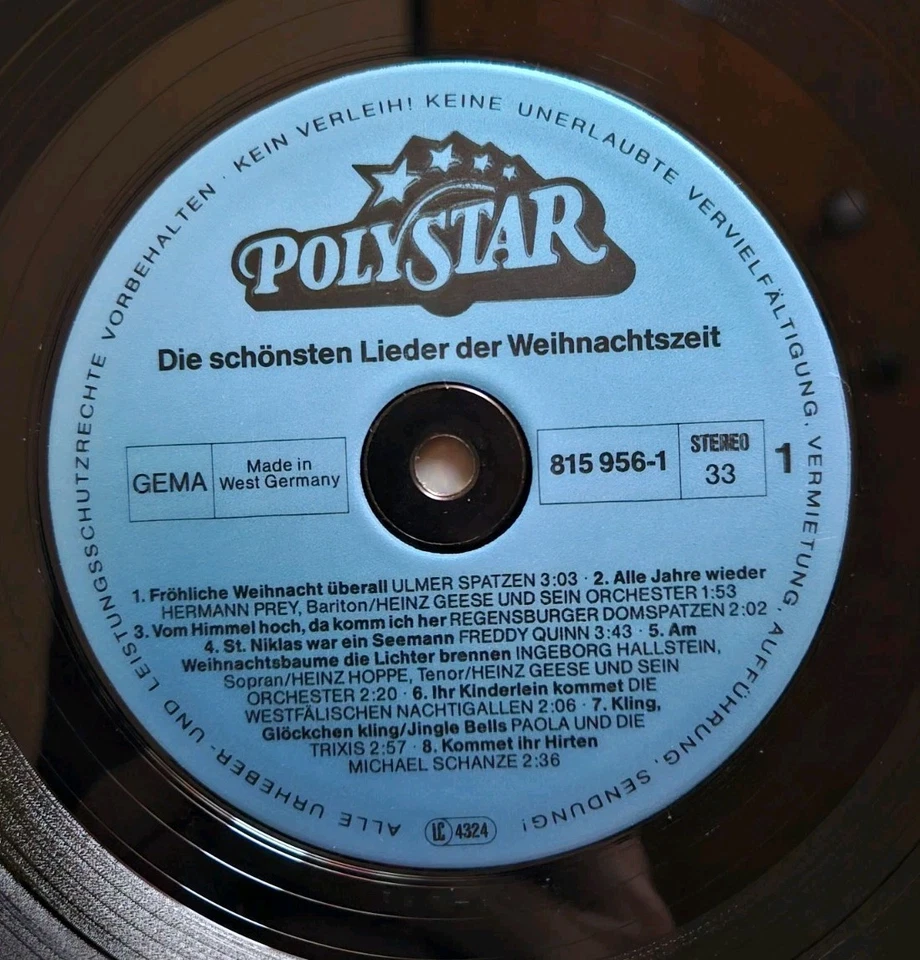 ALLE URHEBER- UND LEISTUNGSSCHUTZRECHTE VORBEHALTEN · KEIN VERLEIH! KEINE UNERLAUBTE VERVIELFÄLTIGUNG, VERMIETUNG, AUFFÜHRUNG, SENDUNG!
POLYSTAR
Die schönsten Lieder der Weihnachtszeit
GEMA
Made in
West Germany
815 956-1
STEREO
33
1
1. Fröhliche Weihnacht überall ULMER SPATZEN 3:03 · 2. Alle Jahre wieder
HERMANN PREY, Bariton/HEINZ GEESE UND SEIN ORCHESTER 1:53
3. Vom Himmel hoch, da komm ich her REGENSBURGER DOMSPATZEN 2:02
4. St. Niklas war ein Seemann FREDDY QUINN 3:43 · 5. Am
Weihnachtsbaume die Lichter brennen INGEBORG HALLSTEIN,
Sopran/HEINZ HOPPE, Tenor/HEINZ GEESE UND SEIN
ORCHESTER 2:20 · 6. Ihr Kinderlein kommet DIE
WESTFÄLISCHEN NACHTIGALLEN 2:06 · 7. Kling,
Glöckchen kling/Jingle Bells PAOLA UND DIE
TRIXIS 2:57 · 8. Kommet ihr Hirten
MICHAEL SCHANZE 2:36
LC 4324